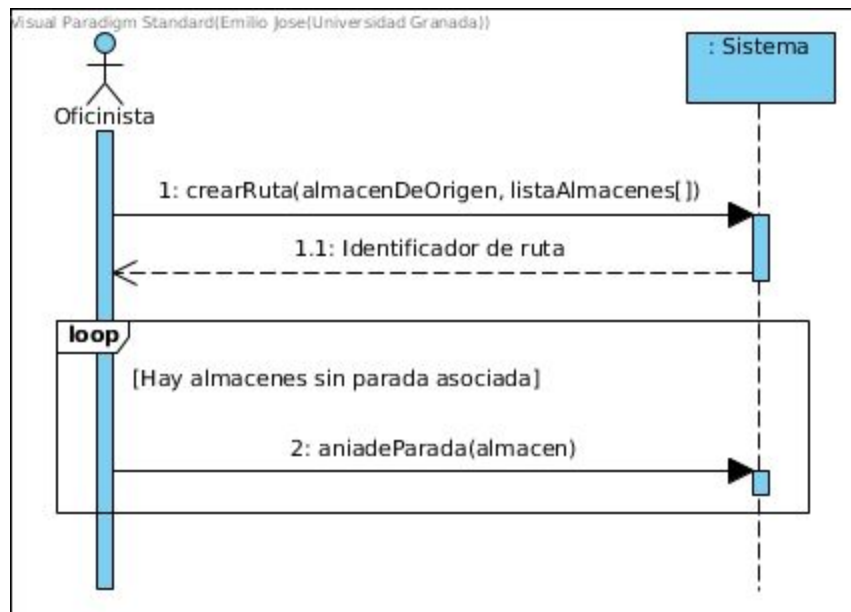 Visual Paradigm Standard(Emilio Jose(Universidad Granada))
: Sistema
Oficinista
1: crearRuta(almacenDeOrigen, listaAlmacenes[])
1.1: Identificador de ruta
loop
[Hay almacenes sin parada asociada]
2: aniadeParada(almacen)